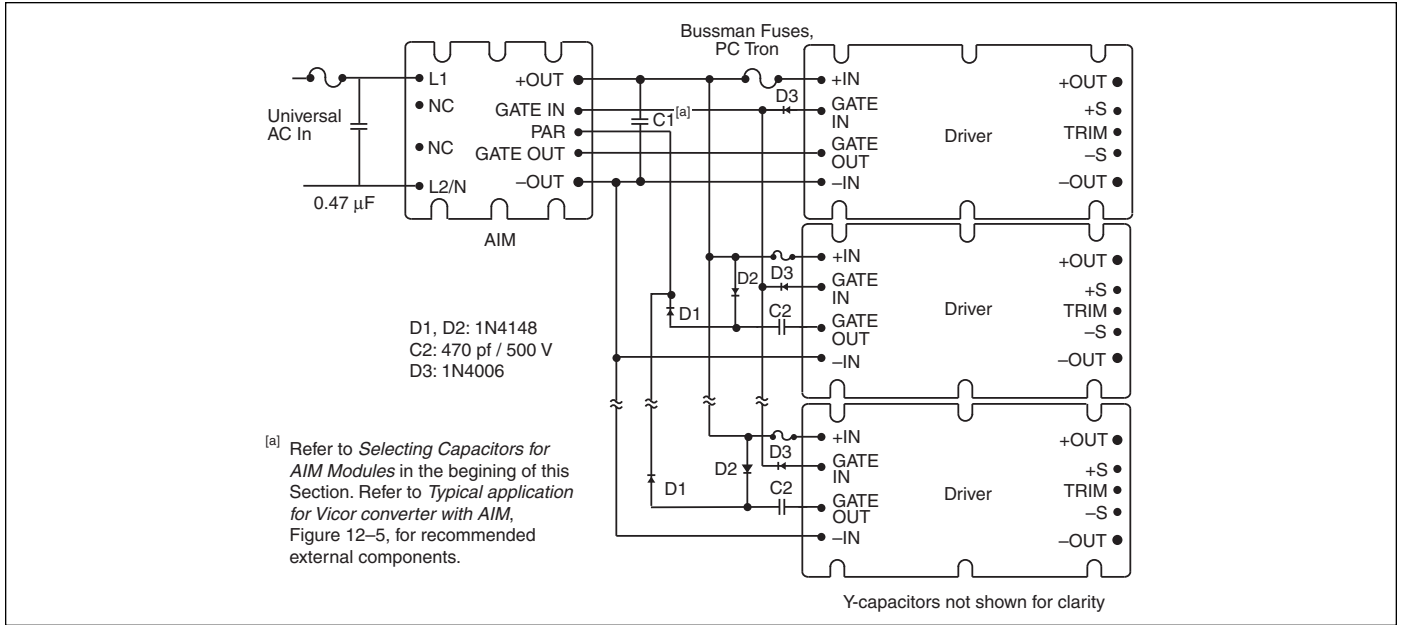 Bussman Fuses,
PC Tron
Universal
AC In
0.47 µF
L1
NC
NC
L2/N
+OUT
GATE IN
PAR
GATE OUT
–OUT
AIM
C1[a]
D3
+IN
GATE
IN
GATE
OUT
–IN
Driver
+OUT
+S
TRIM
–S
–OUT
D2
D3
D1
C2
+IN
GATE
IN
GATE
OUT
–IN
Driver
+OUT
+S
TRIM
–S
–OUT
D1, D2: 1N4148
C2: 470 pf / 500 V
D3: 1N4006
D2
D3
D1
C2
+IN
GATE
IN
GATE
OUT
–IN
Driver
+OUT
+S
TRIM
–S
–OUT
[a] Refer to Selecting Capacitors for
AIM Modules in the begining of this
Section. Refer to Typical application
for Vicor converter with AIM,
Figure 12–5, for recommended
external components.
Y-capacitors not shown for clarity